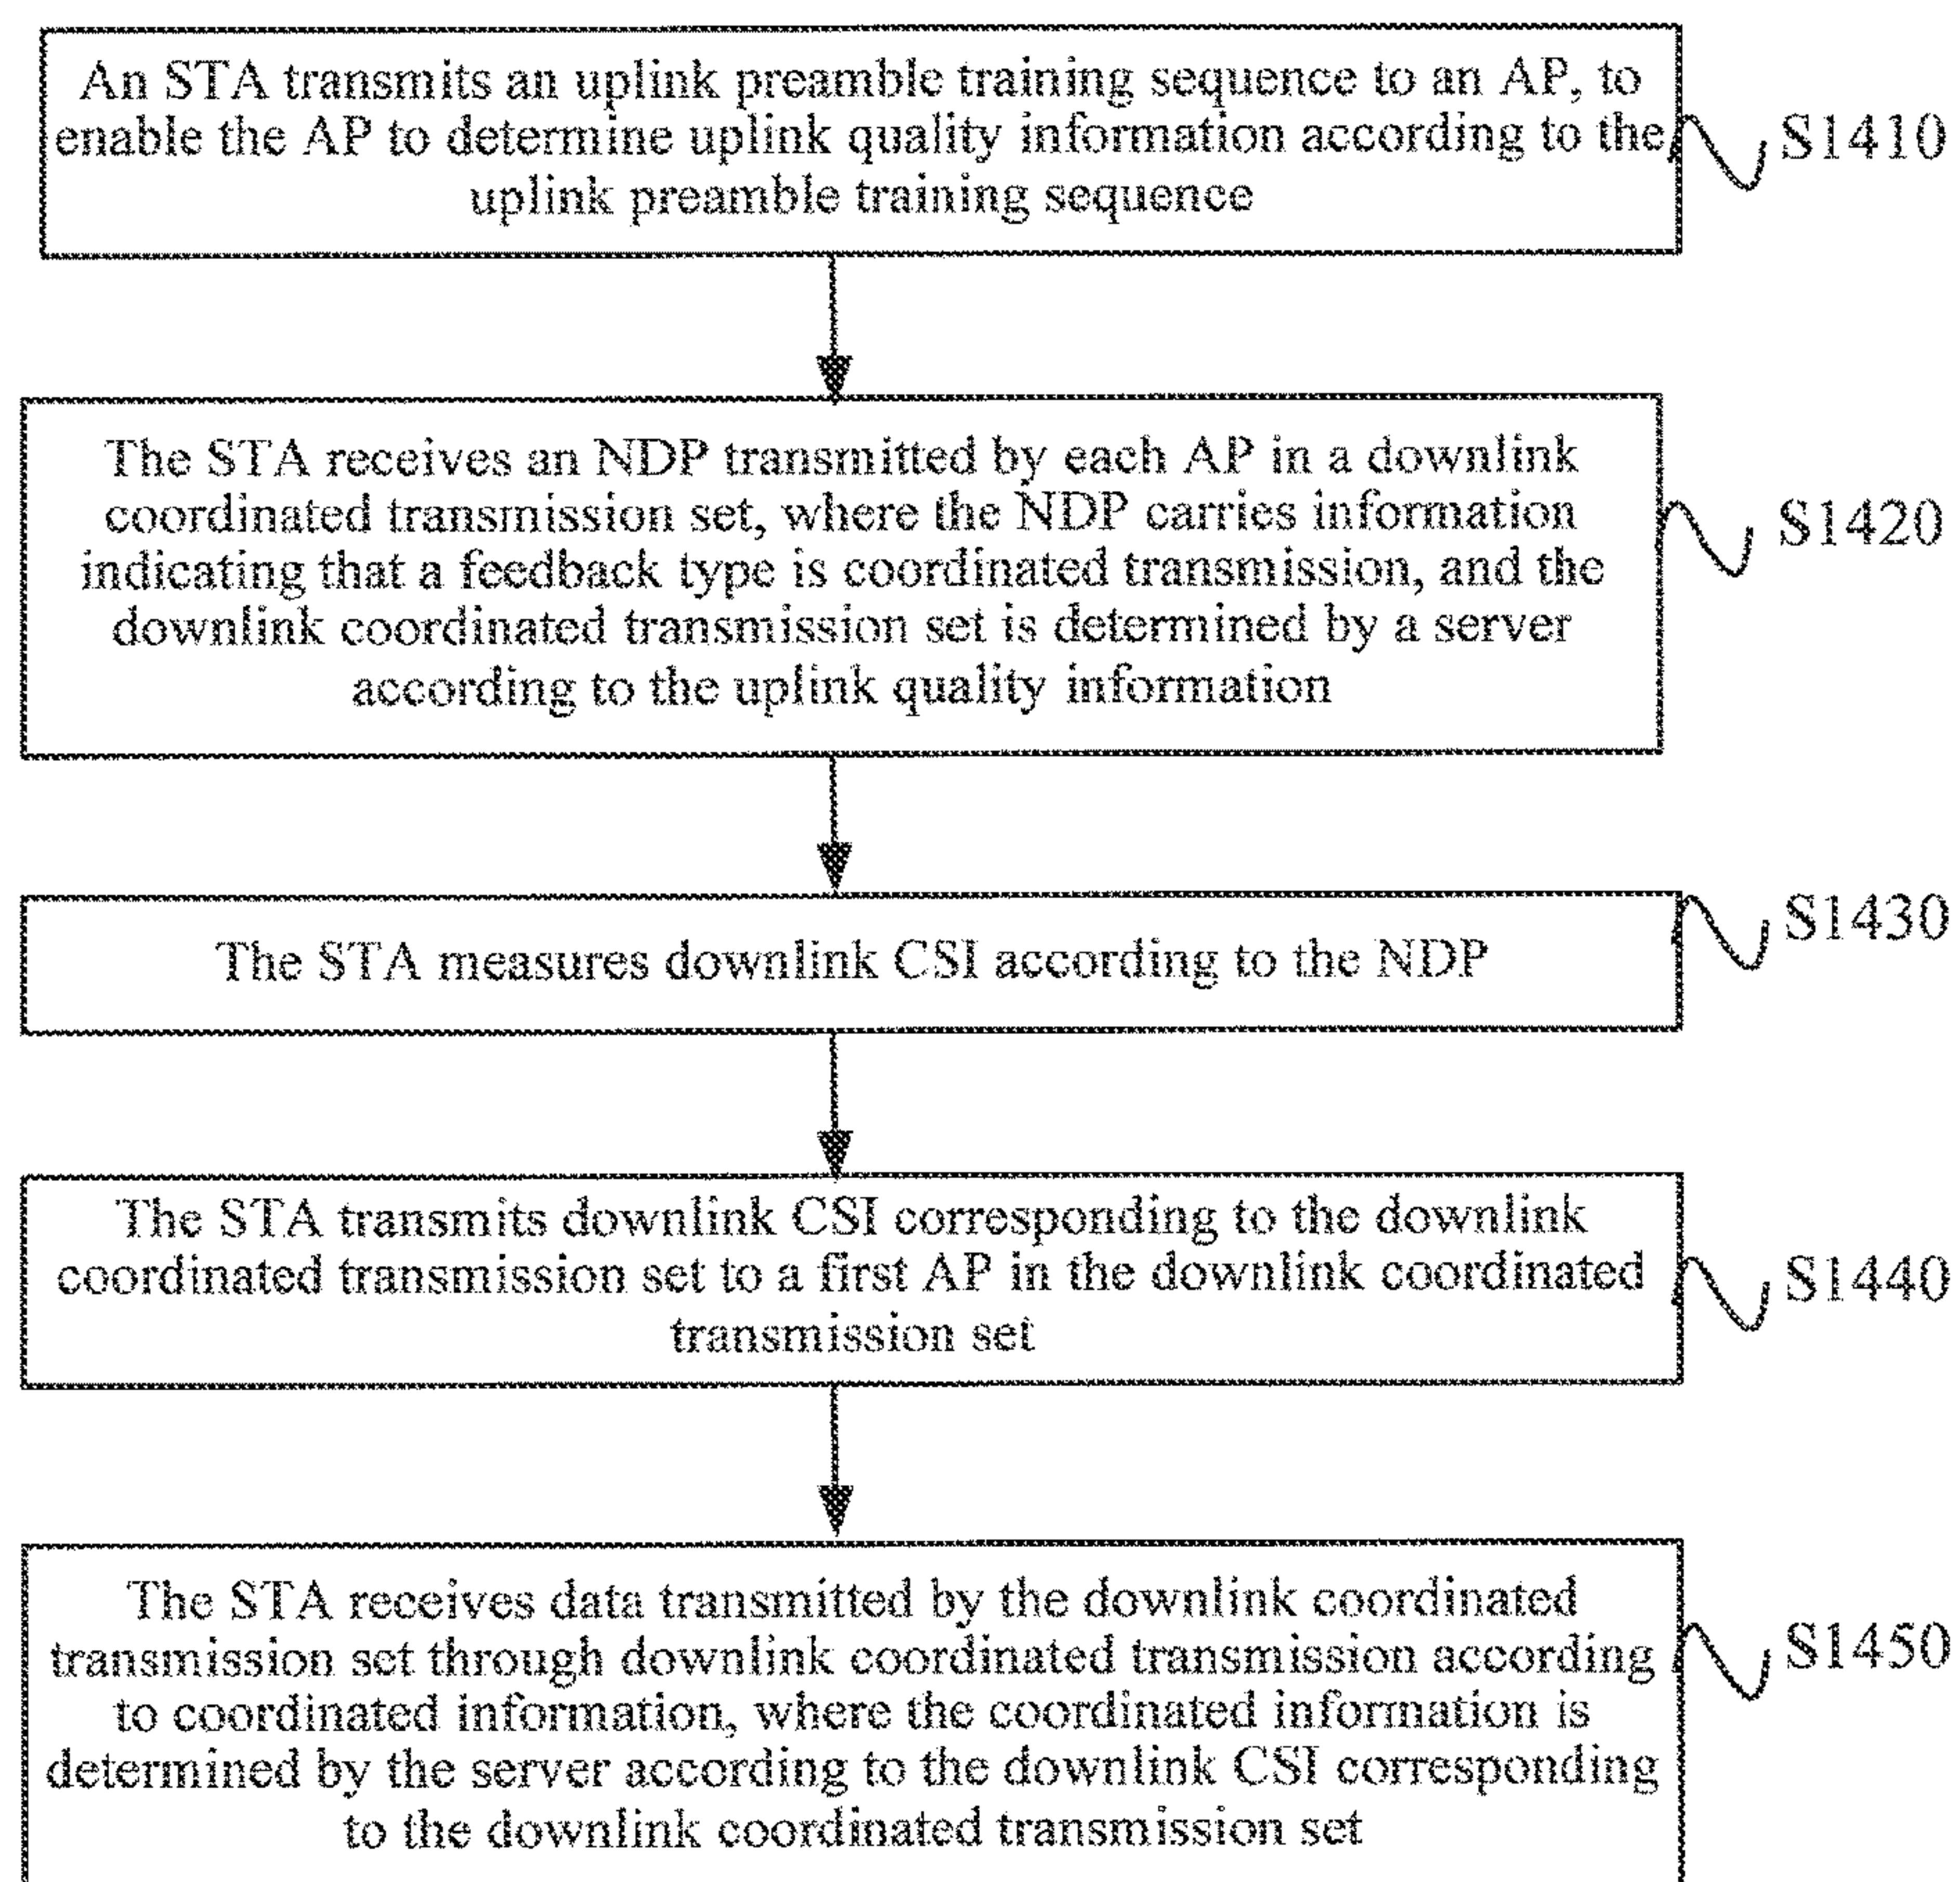 An STA transmits an uplink preamble training sequence to an AP, to
enable the AP to determine uplink quality information according to the
uplink preamble training sequence
S1410
The STA receives an NDP transmitted by each AP in a downlink
coordinated transmission set, where the NDP carries information
indicating that a feedback type is coordinated transmission, and the
downlink coordinated transmission set is determined by a server
according to the uplink quality information
S1420
The STA measures downlink CSI according to the NDP
S1430
The STA transmits downlink CSI corresponding to the downlink
coordinated transmission set to a first AP in the downlink coordinated
transmission set
S1440
The STA receives data transmitted by the downlink coordinated
transmission set through downlink coordinated transmission according
to coordinated information, where the coordinated information is
determined by the server according to the downlink CSI corresponding
to the downlink coordinated transmission set
S1450